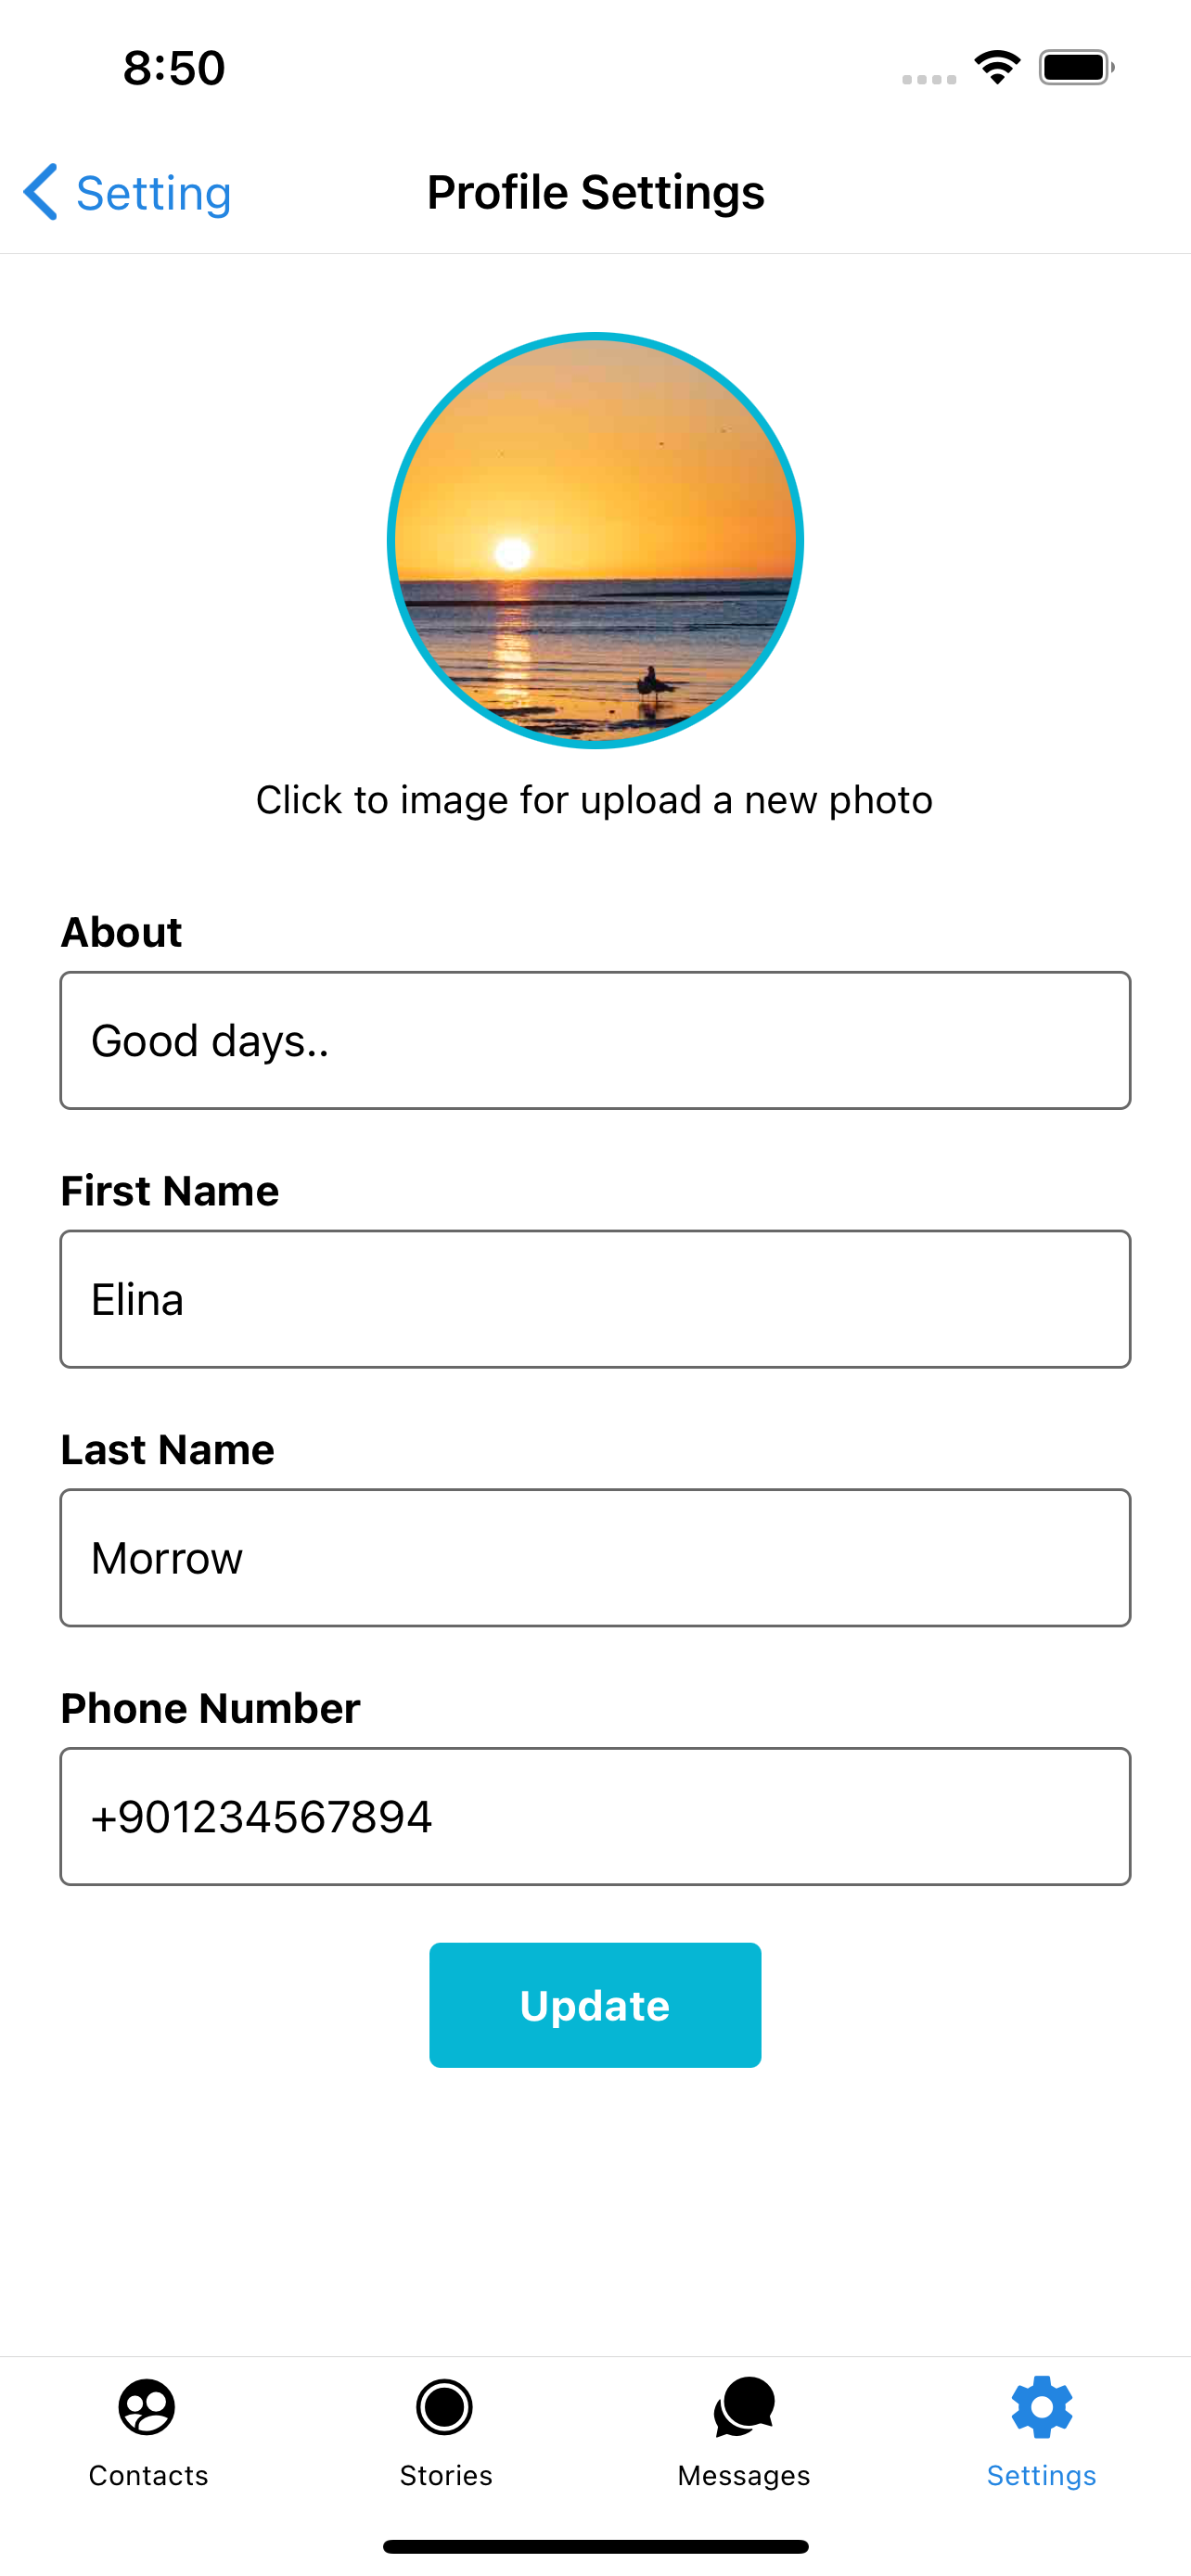 8:50
Setting
Profile Settings
Click to image for upload a new photo
About
Good days..
First Name
Elina
Last Name
Morrow
Phone Number
+901234567894
Update
Contacts
Stories
Messages
Settings